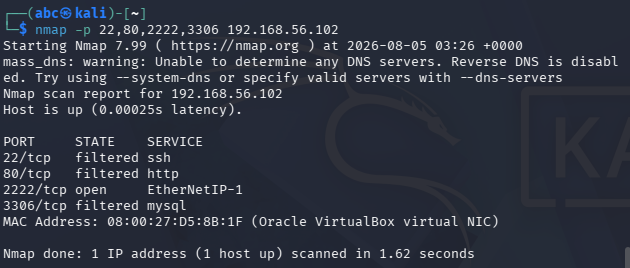 ┌──(abc㉿kali)-[~]
└─$ nmap -p 22,80,2222,3306 192.168.56.102
Starting Nmap 7.99 ( https://nmap.org ) at 2026-08-05 03:26 +0000
mass_dns: warning: Unable to determine any DNS servers. Reverse DNS is disabl
ed. Try using --system-dns or specify valid servers with --dns-servers
Nmap scan report for 192.168.56.102
Host is up (0.00025s latency).

PORT     STATE    SERVICE
22/tcp   filtered ssh
80/tcp   filtered http
2222/tcp open     EtherNetIP-1
3306/tcp filtered mysql
MAC Address: 08:00:27:D5:8B:1F (Oracle VirtualBox virtual NIC)

Nmap done: 1 IP address (1 host up) scanned in 1.62 seconds
KA